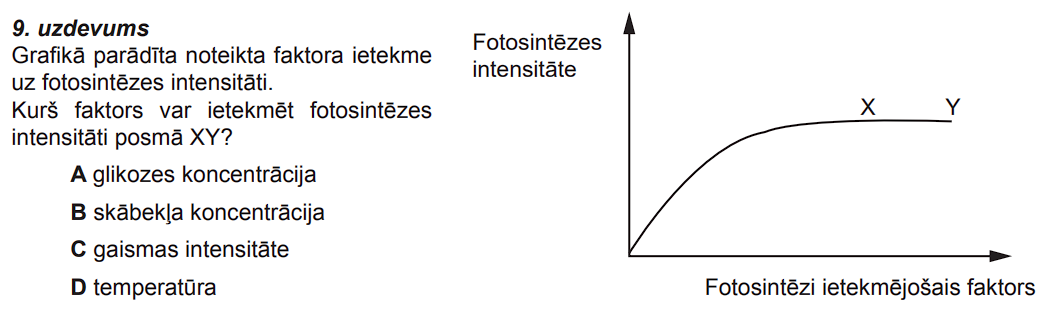 9. uzdevums
Grafikā parādīta noteikta faktora ietekme
uz fotosintēzes intensitāti.
Kurš faktors var ietekmēt fotosintēzes
intensitāti posmā XY?
A glikozes koncentrācija
B skābekļa koncentrācija
C gaismas intensitāte
D temperatūra
Fotosintēzes
intensitāte
X Y
Fotosintēzi ietekmējošais faktors